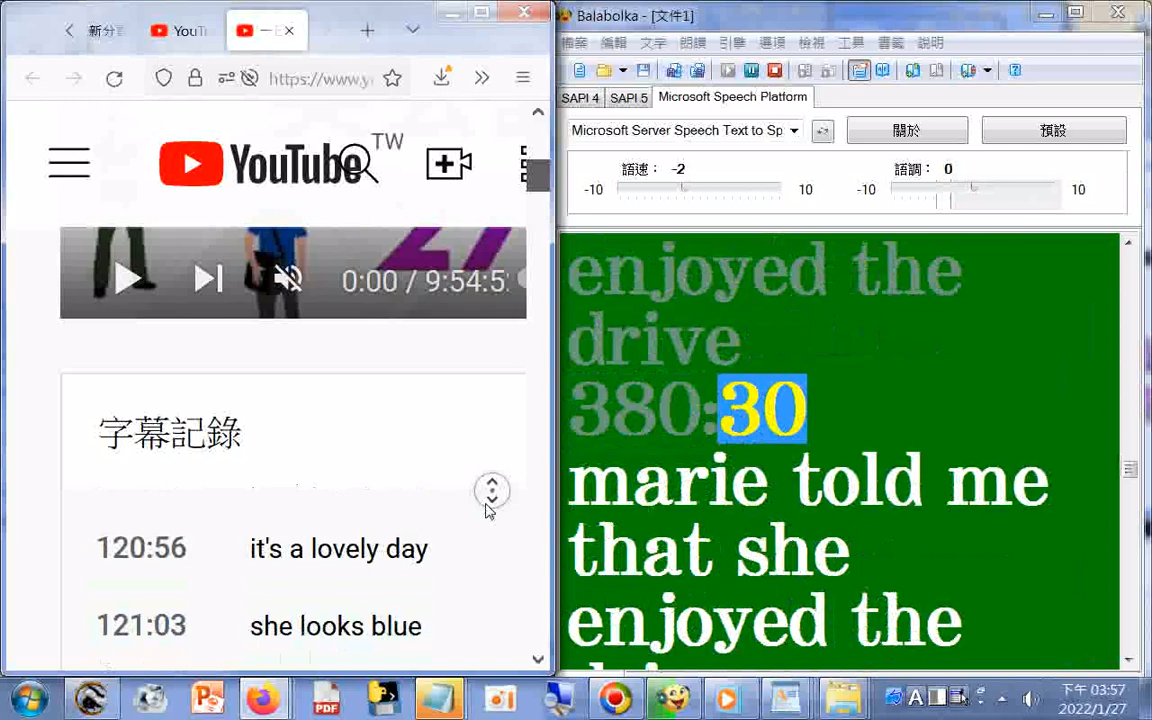 新分
YouT
一 E
https://www.y
YouTube
TW
27
0:00 / 9:54:5
字幕記錄
120:56 it's a lovely day
121:03 she looks blue
Balabolka - [文件1]
檔案 編輯 文字 朗讀 引擎 選項 檢視 工具 書籤 說明
SAPI 4 SAPI 5 Microsoft Speech Platform
Microsoft Server Speech Text to Sp
關於
預設
語速： -2
-10 10
語調： 0
-10 10
enjoyed the
drive
380:30
marie told me
that she
enjoyed the
PDF
A
下午 03:57
2022/1/27